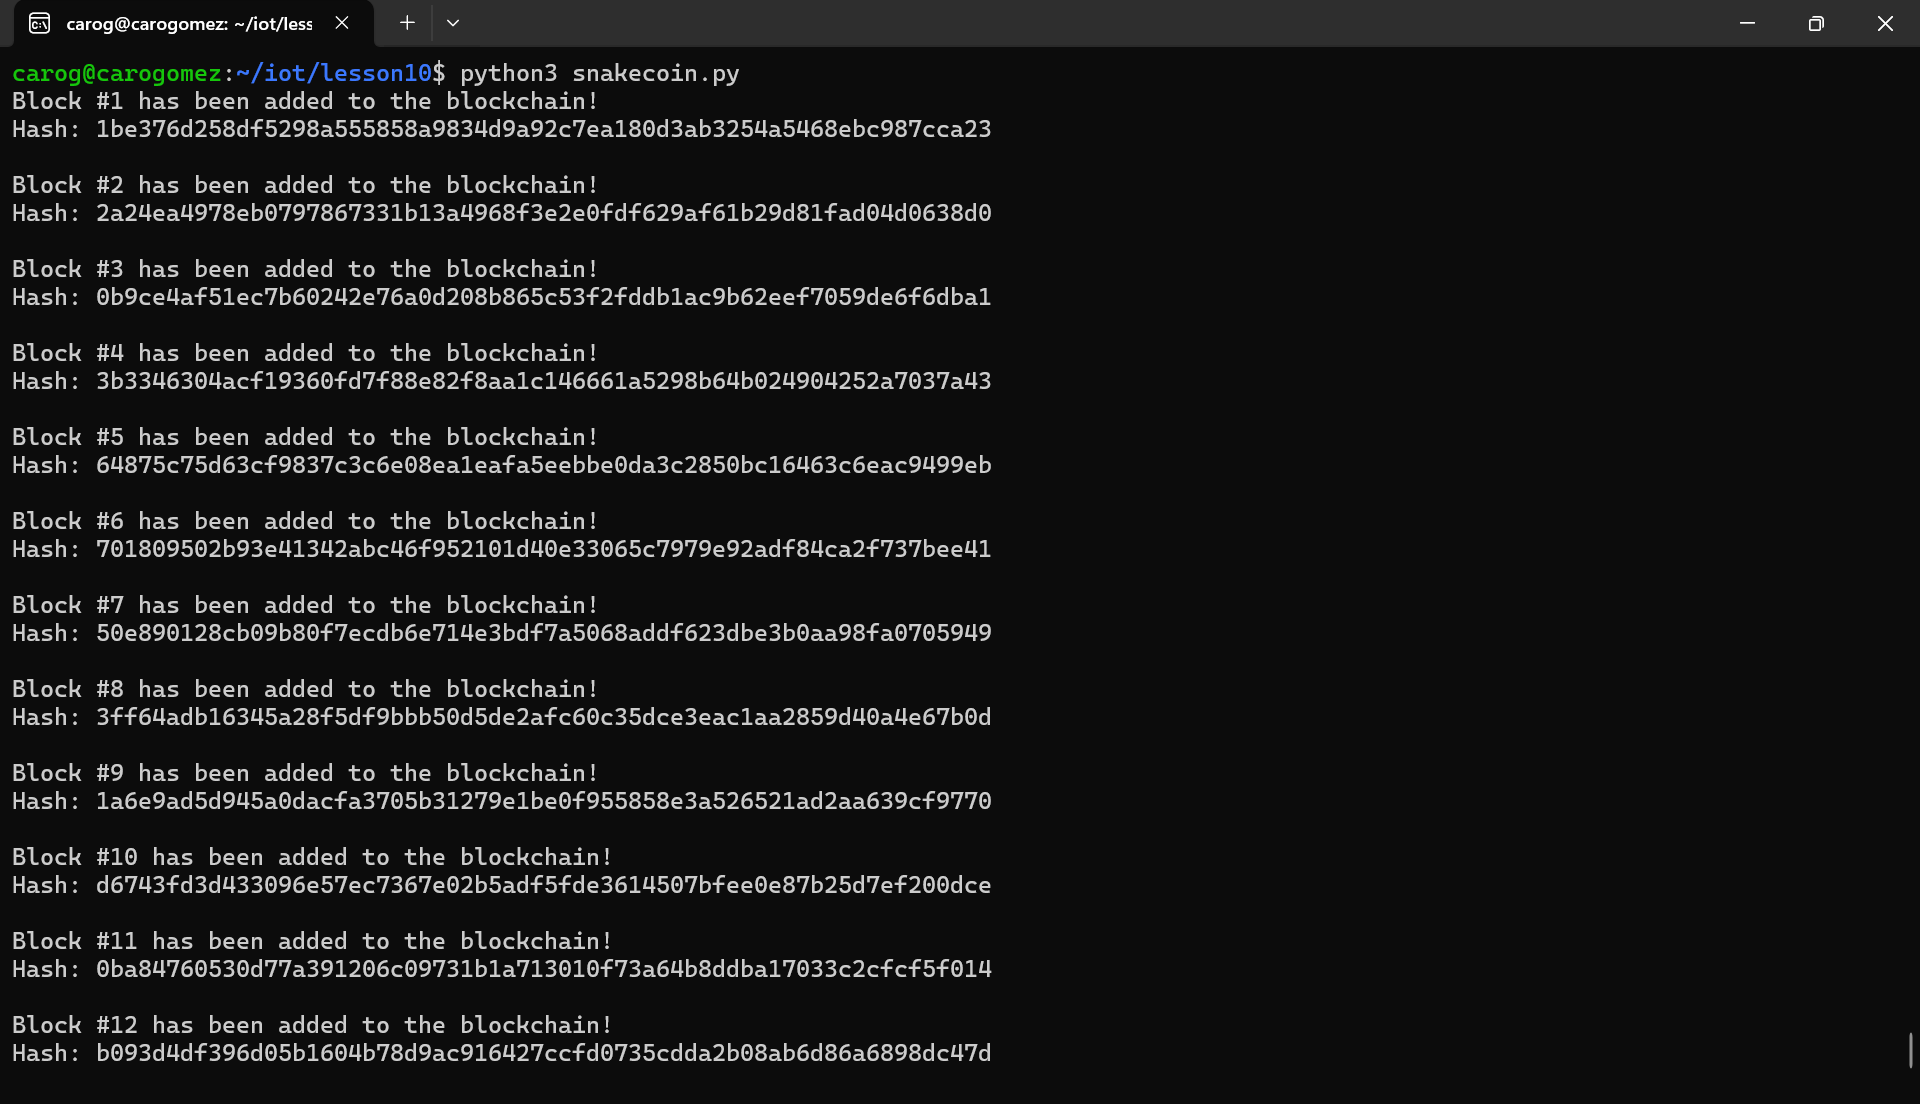 carog@carogomez: ~/iot/less
carog@carogomez:~/iot/lesson10$ python3 snakecoin.py
Block #1 has been added to the blockchain!
Hash: 1be376d258df5298a555858a9834d9a92c7ea180d3ab3254a5468ebc987cca23
Block #2 has been added to the blockchain!
Hash: 2a24ea4978eb0797867331b13a4968f3e2e0fdf629af61b29d81fad04d0638d0
Block #3 has been added to the blockchain!
Hash: 0b9ce4af51ec7b60242e76a0d208b865c53f2fddb1ac9b62eef7059de6f6dba1
Block #4 has been added to the blockchain!
Hash: 3b3346304acf19360fd7f88e82f8aa1c146661a5298b64b024904252a7037a43
Block #5 has been added to the blockchain!
Hash: 64875c75d63cf9837c3c6e08ea1eafa5eebbe0da3c2850bc16463c6eac9499eb
Block #6 has been added to the blockchain!
Hash: 701809502b93e41342abc46f952101d40e33065c7979e92adf84ca2f737bee41
Block #7 has been added to the blockchain!
Hash: 50e890128cb09b80f7ecdb6e714e3bdf7a5068addf623dbe3b0aa98fa0705949
Block #8 has been added to the blockchain!
Hash: 3ff64adb16345a28f5df9bbb50d5de2afc60c35dce3eac1aa2859d40a4e67b0d
Block #9 has been added to the blockchain!
Hash: 1a6e9ad5d945a0dacfa3705b31279e1be0f955858e3a526521ad2aa639cf9770
Block #10 has been added to the blockchain!
Hash: d6743fd3d433096e57ec7367e02b5adf5fde3614507bfee0e87b25d7ef200dce
Block #11 has been added to the blockchain!
Hash: 0ba84760530d77a391206c09731b1a713010f73a64b8ddba17033c2cfcf5f014
Block #12 has been added to the blockchain!
Hash: b093d4df396d05b1604b78d9ac916427ccfd0735cdda2b08ab6d86a6898dc47d